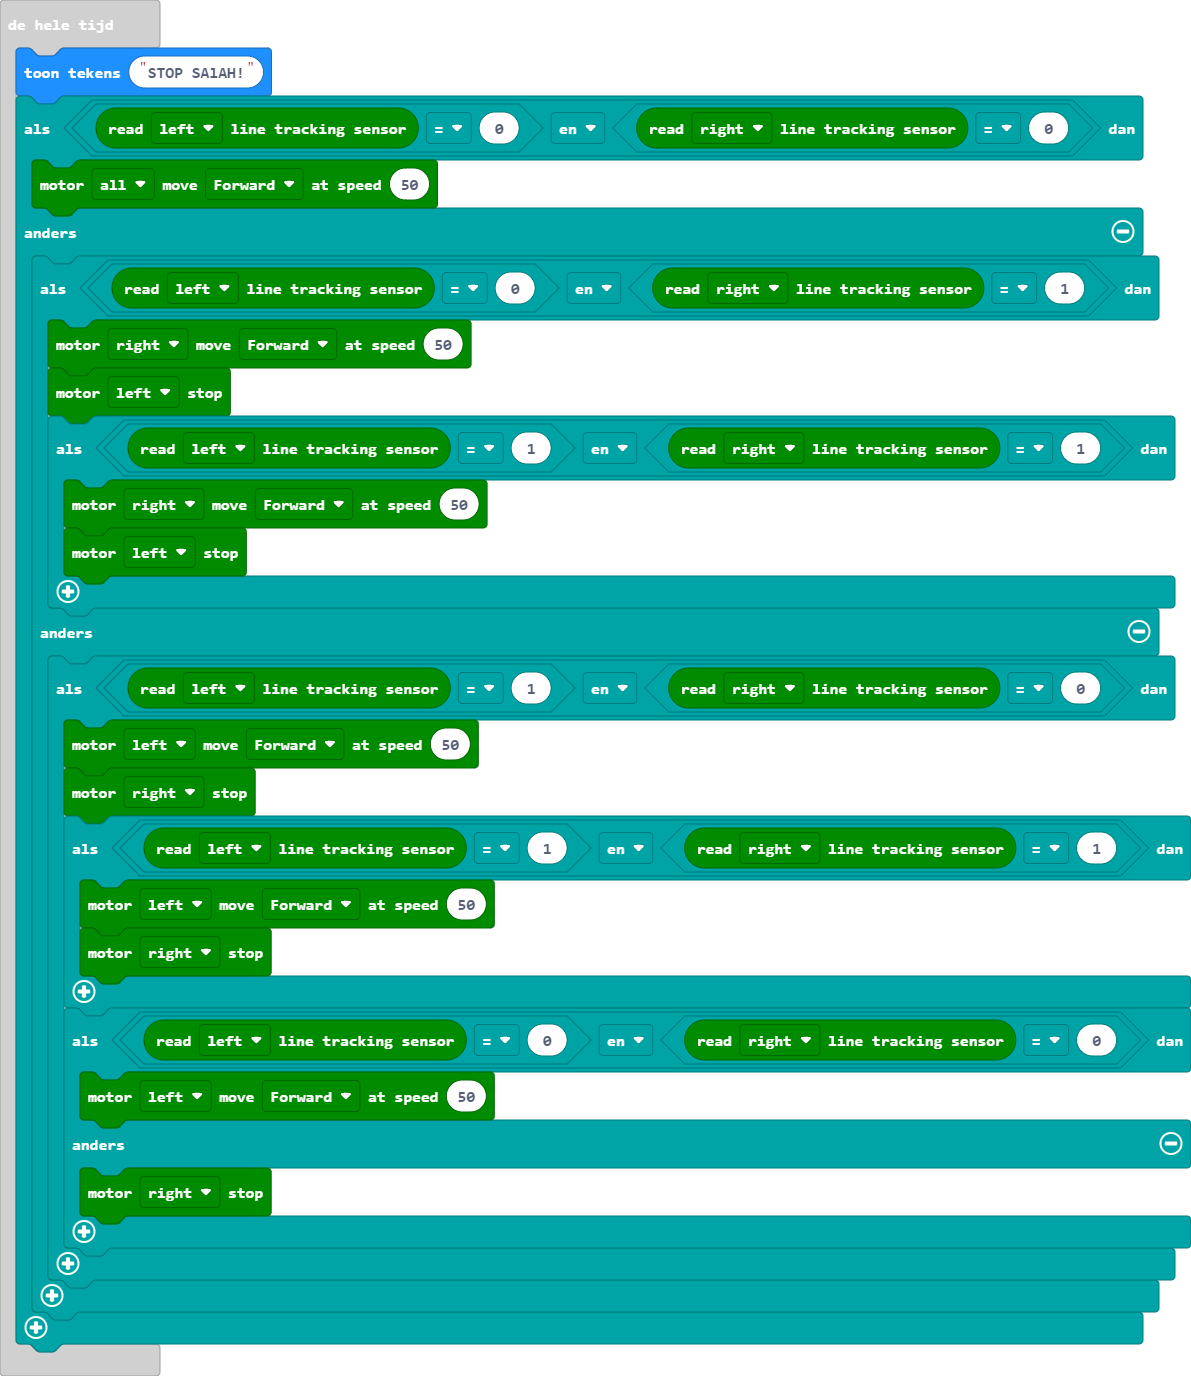 de hele tijd
toon tekens "STOP SAlAH!"
als read left line tracking sensor = 0 en read right line tracking sensor = 0 dan
motor all move Forward at speed 50
anders
als read left line tracking sensor = 0 en read right line tracking sensor = 1 dan
motor right move Forward at speed 50
motor left stop
als read left line tracking sensor = 1 en read right line tracking sensor = 1 dan
motor right move Forward at speed 50
motor left stop
anders
als read left line tracking sensor = 1 en read right line tracking sensor = 0 dan
motor left move Forward at speed 50
motor right stop
als read left line tracking sensor = 1 en read right line tracking sensor = 1 dan
motor left move Forward at speed 50
motor right stop
als read left line tracking sensor = 0 en read right line tracking sensor = 0 dan
motor left move Forward at speed 50
anders
motor right stop